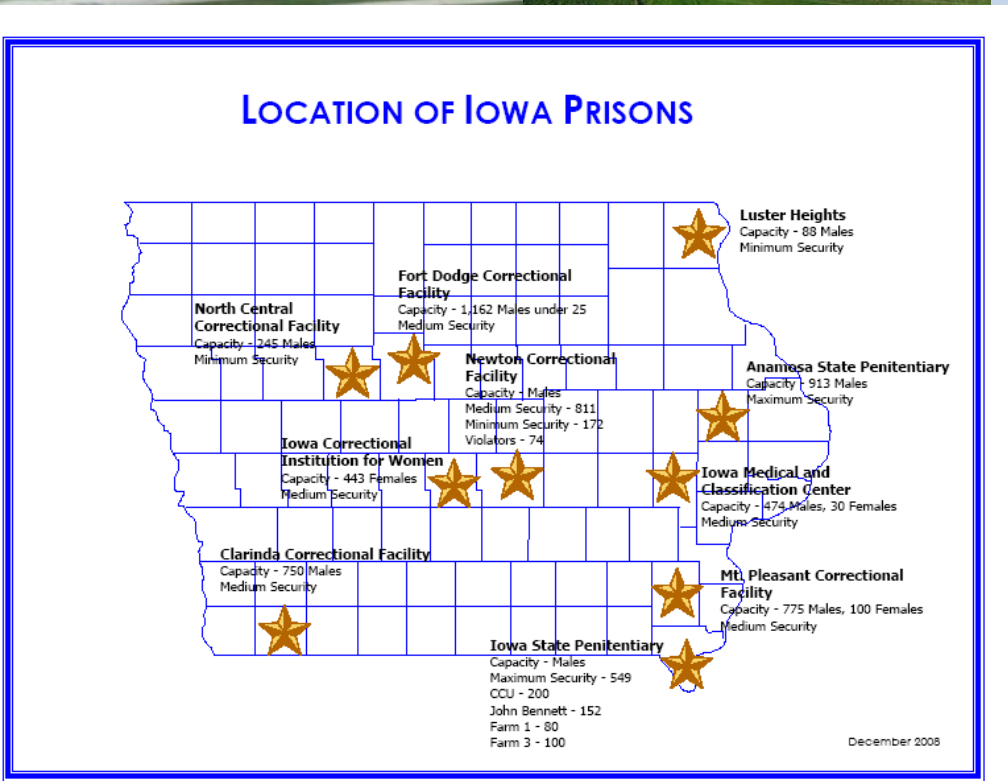 LOCATION OF IOWA PRISONS
Luster Heights
Capacity - 88 Males
Minimum Security
Fort Dodge Correctional
Facility
Capacity - 1,162 Males under 25
Medium Security
North Central
Correctional Facility
Capacity - 245 Males
Minimum Security
Newton Correctional
Facility
Capacity - Males
Medium Security - 811
Minimum Security - 172
Violators - 74
Anamosa State Penitentiary
Capacity - 913 Males
Maximum Security
Iowa Correctional
Institution for Women
Capacity - 443 Females
Medium Security
Iowa Medical and
Classification Center
Capacity - 474 Males, 30 Females
Medium Security
Clarinda Correctional Facility
Capacity - 750 Males
Medium Security
Mt. Pleasant Correctional
Facility
Capacity - 775 Males, 100 Females
Medium Security
Iowa State Penitentiary
Capacity - Males
Maximum Security - 549
CCU - 200
John Bennett - 152
Farm 1 - 80
Farm 3 - 100
December 2008